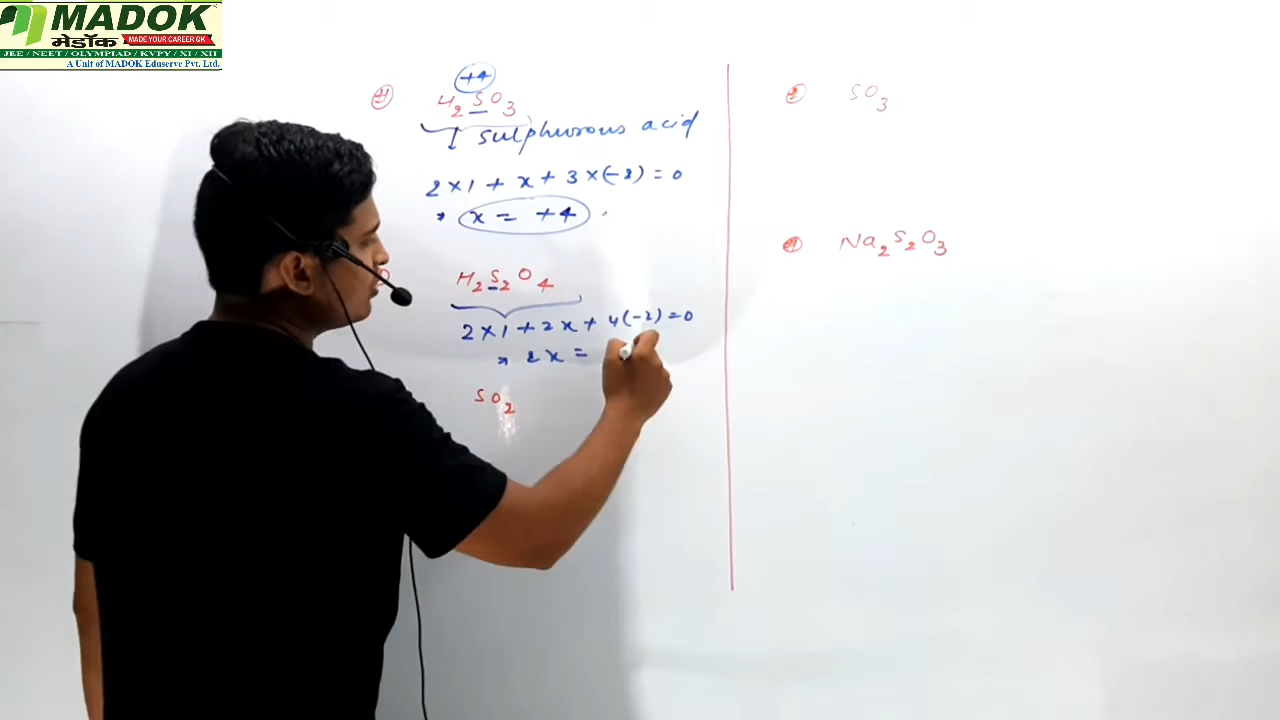 MADOK
मेडॉक MADE YOUR CAREER GK
JEE / NEET / OLYMPIAD / KVPY / XI / XII
A Unit of MADOK Eduserve Pvt. Ltd.
+4
H2SO3
sulphurous acid
2×1 + x + 3×(-2) = 0
x = +4
H2S2O4
2×1 + 2x + 4(-2) = 0
2x =
SO2
SO3
Na2S2O3